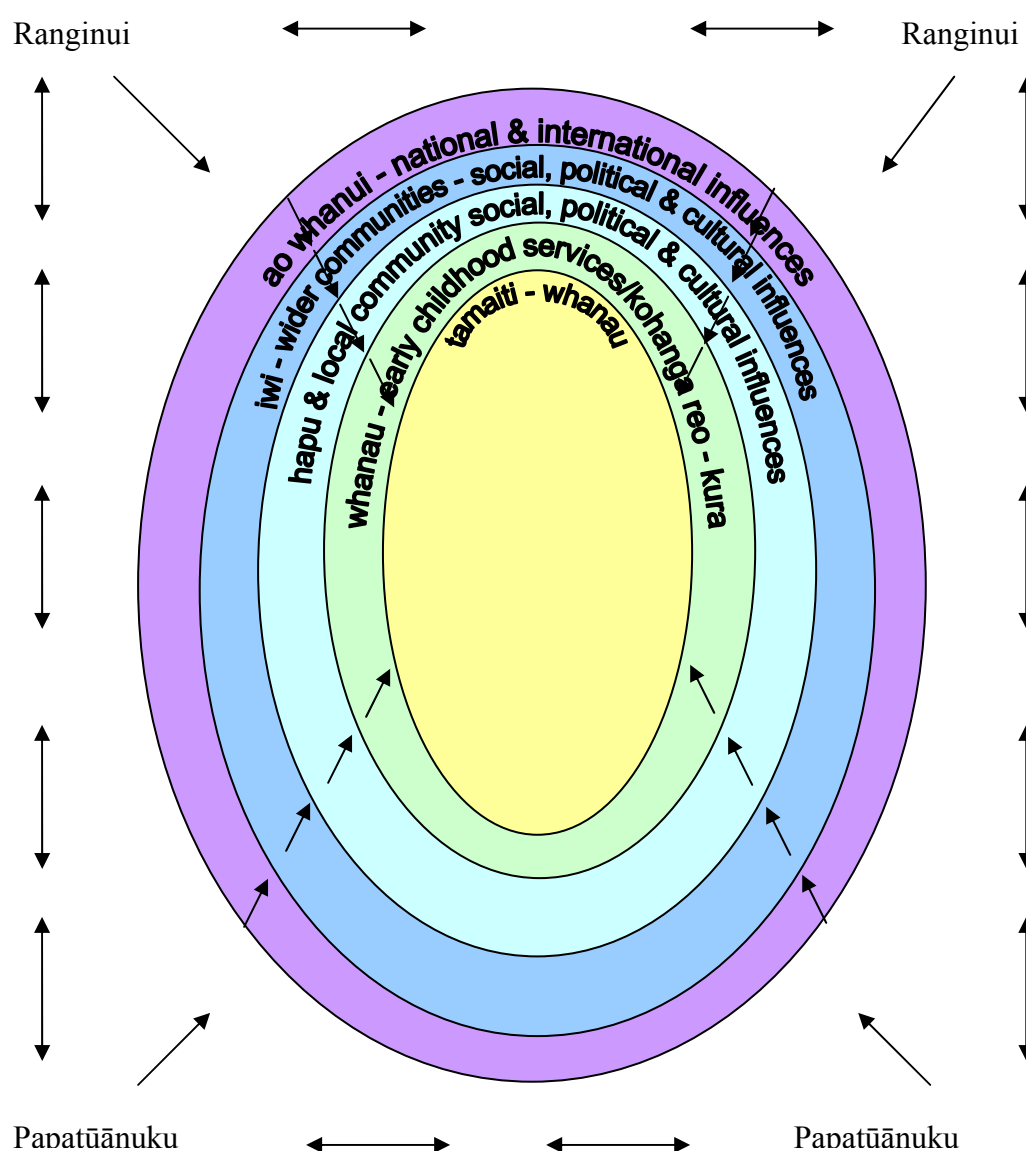 Ranginui Ranginui
ao whanui - national & international influences
iwi - wider communities - social, political & cultural influences
hapu & local community social, political & cultural influences
whanau - early childhood services/kohanga reo - kura
tamaiti - whanau
Papatūānuku Papatūānuku